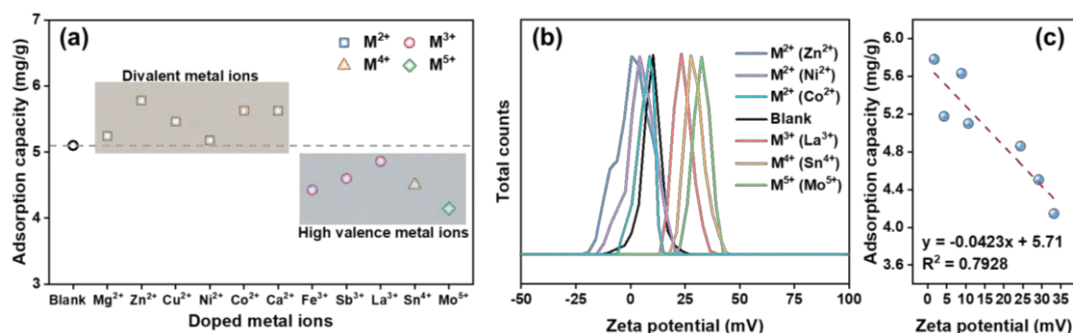 (a)
M²⁺ M³⁺
M⁴⁺ M⁵⁺
Divalent metal ions
High valence metal ions
Adsorption capacity (mg/g)
7
6
5
4
3
Blank Mg²⁺ Zn²⁺ Cu²⁺ Ni²⁺ Co²⁺ Ca²⁺ Fe³⁺ Sb³⁺ La³⁺ Sn⁴⁺ Mo⁵⁺
Doped metal ions
(b)
M²⁺ (Zn²⁺)
M²⁺ (Ni²⁺)
M²⁺ (Co²⁺)
Blank
M³⁺ (La³⁺)
M⁴⁺ (Sn⁴⁺)
M⁵⁺ (Mo⁵⁺)
Total counts
-50 -25 0 25 50 75 100
Zeta potential (mV)
(c)
Adsorption capacity (mg/g)
6.0
5.6
5.2
4.8
4.4
4.0
3.6
y = -0.0423x + 5.71
R² = 0.7928
0 5 10 15 20 25 30 35
Zeta potential (mV)